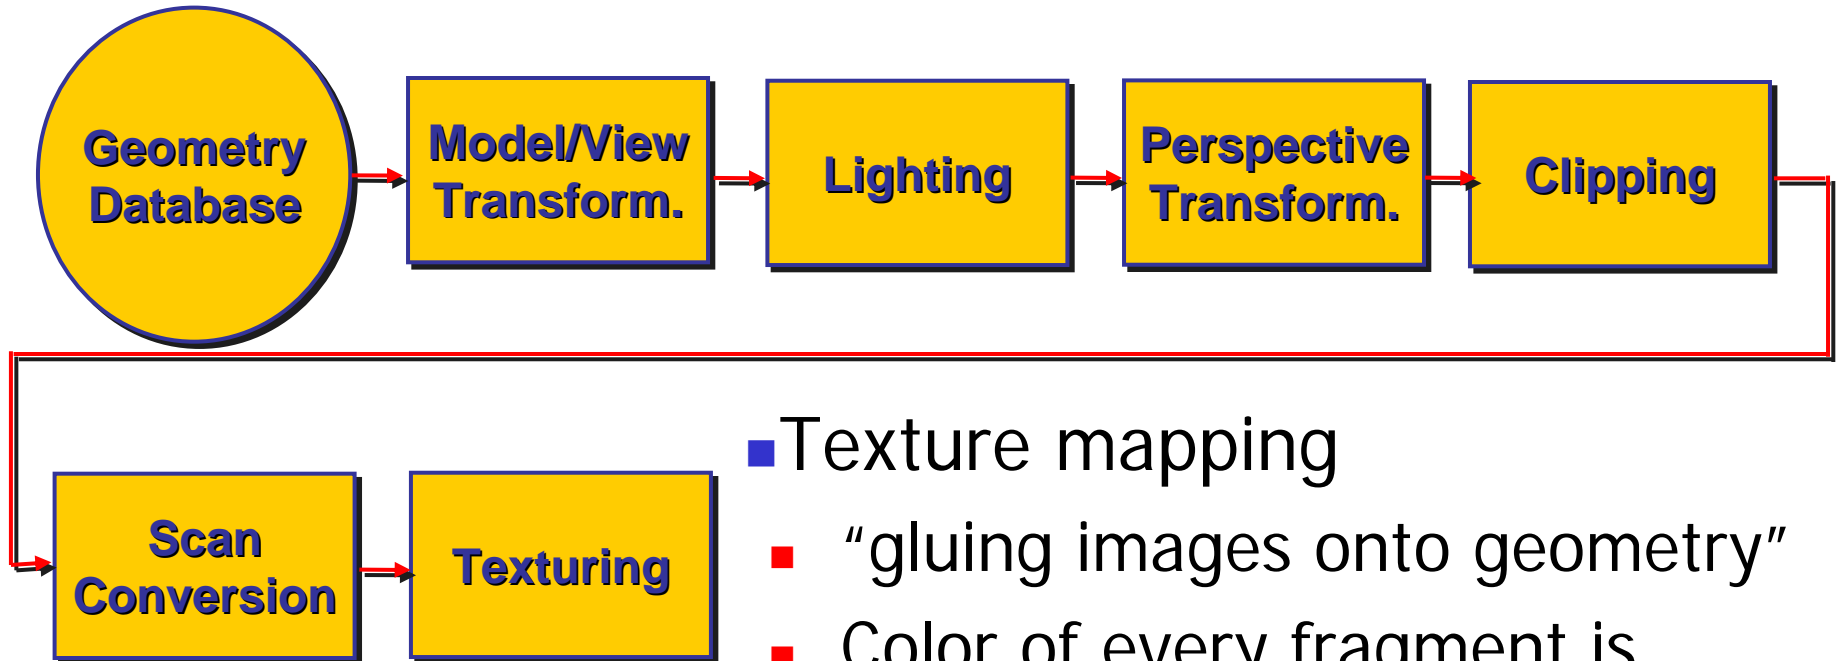 Geometry
Database
Model/View
Transform.
Lighting
Perspective
Transform.
Clipping
Scan
Conversion
Texturing
Texture mapping
“gluing images onto geometry”
Color of every fragment is